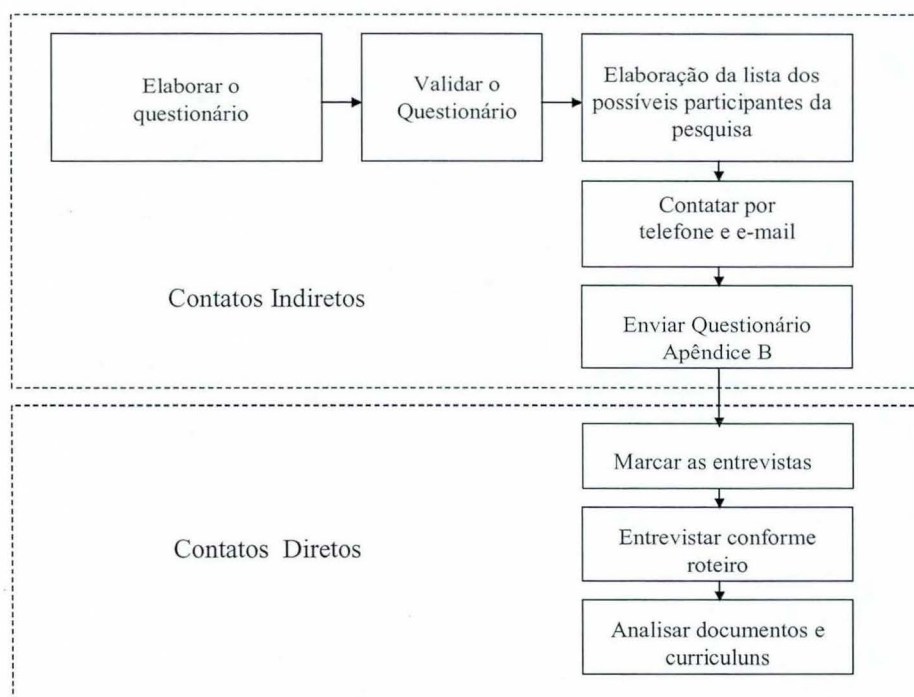 Elaborar o
questionário
Validar o
Questionário
Elaboração da lista dos
possíveis participantes da
pesquisa
Contatar por
telefone e e-mail
Contatos Indiretos
Enviar Questionário
Apêndice B
Marcar as entrevistas
Contatos Diretos
Entrevistar conforme
roteiro
Analisar documentos e
curriculuns